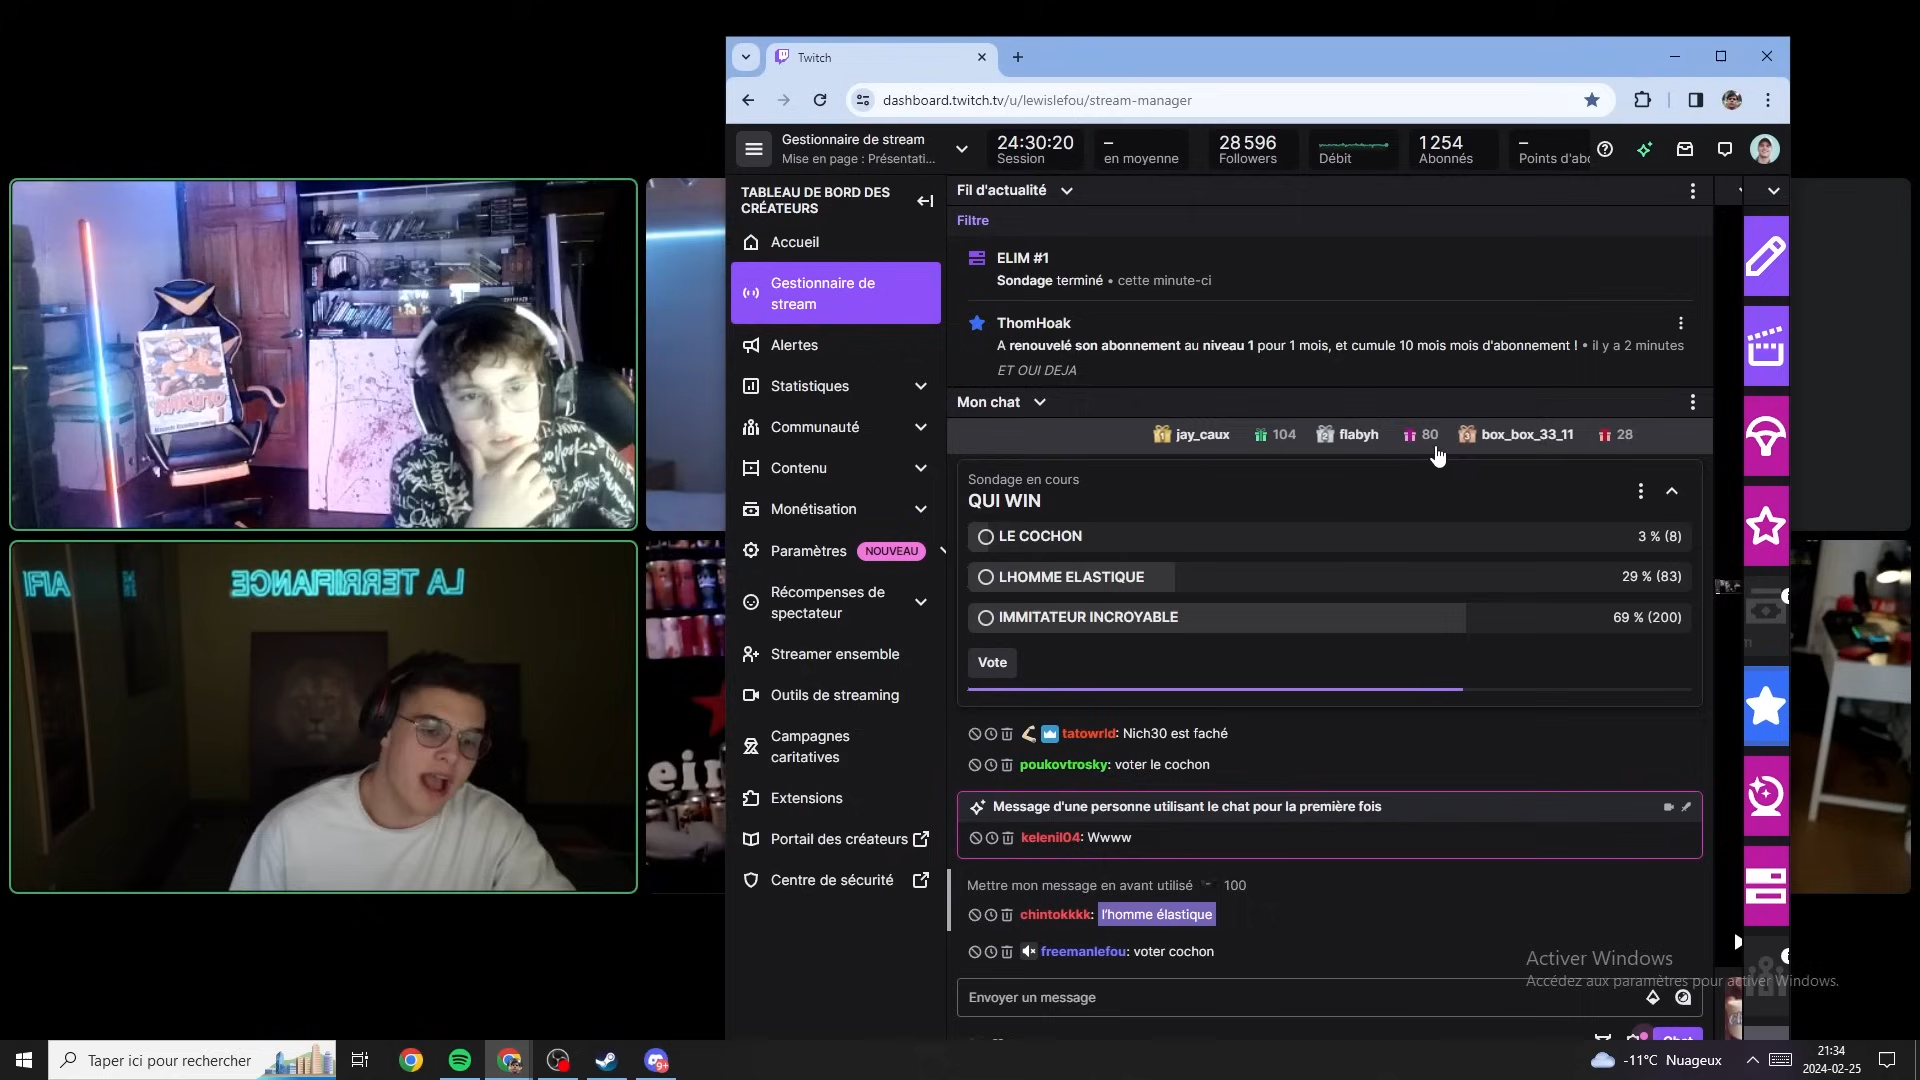 Twitch
dashboard.twitch.tv/u/lewislefou/stream-manager
Gestionnaire de stream
Mise en page : Présentati...
24:30:20
Session
–
en moyenne
28 596
Followers
Débit
1 254
Abonnés
–
Points d'abo
TABLEAU DE BORD DES
CRÉATEURS
Accueil
Gestionnaire de
stream
Alertes
Statistiques
Communauté
Contenu
Monétisation
Paramètres
NOUVEAU
Récompenses de
spectateur
Streamer ensemble
Outils de streaming
Campagnes
caritatives
Extensions
Portail des créateurs
Centre de sécurité
Fil d'actualité
Filtre
ELIM #1
Sondage terminé • cette minute-ci
ThomHoak
A renouvelé son abonnement au niveau 1 pour 1 mois, et cumule 10 mois mois d'abonnement ! • il y a 2 minutes
ET OUI DEJA
Mon chat
1 jay_caux 104 2 flabyh 80 3 box_box_33_11 28
Sondage en cours
QUI WIN
LE COCHON 3 % (8)
LHOMME ELASTIQUE 29 % (83)
IMMITATEUR INCROYABLE 69 % (200)
Vote
tatowrld: Nich30 est faché
poukovtrosky: voter le cochon
Message d'une personne utilisant le chat pour la première fois
kelenil04: Wwww
Mettre mon message en avant utilisé 100
chintokkkk: l'homme élastique
freemanlefou: voter cochon
Envoyer un message
Chat
Activer Windows
Accédez aux paramètres pour activer Windows.
NARUTO
1
LA TERRIFIANCE
Taper ici pour rechercher
9+
-11°C Nuageux
21:34
2024-02-25